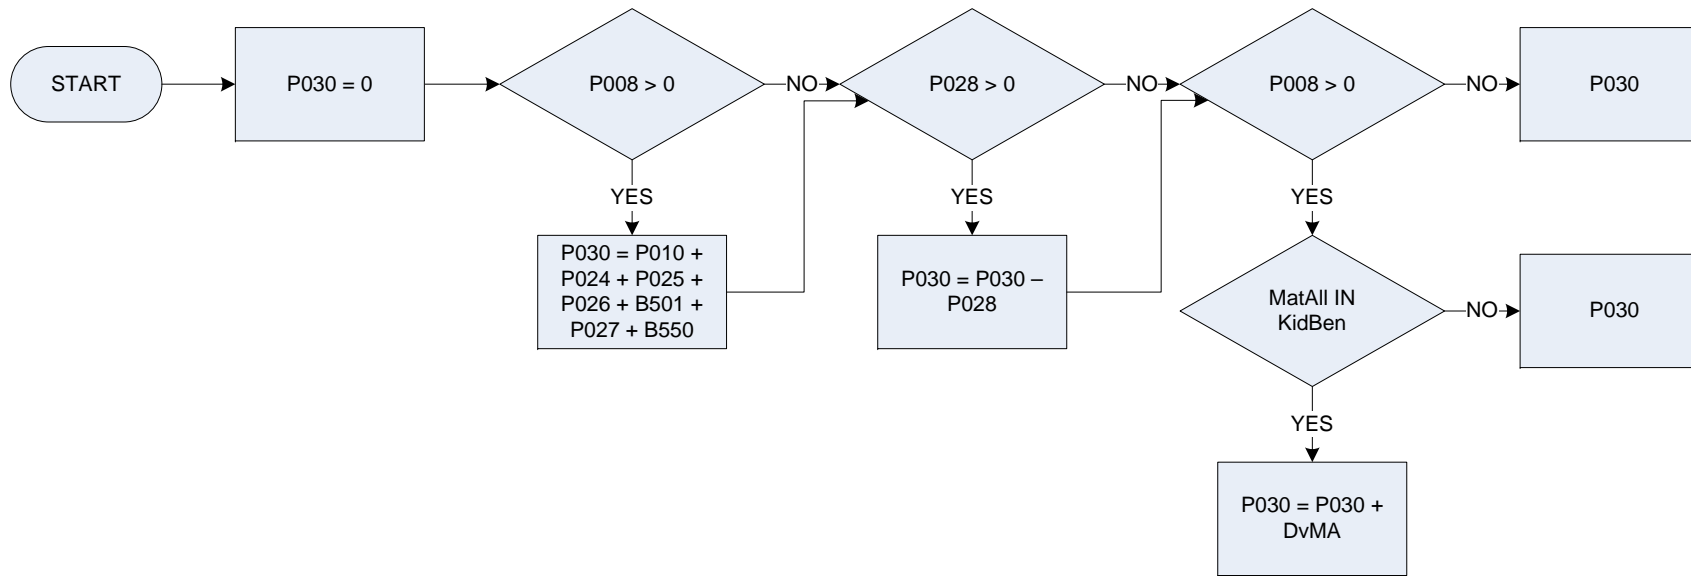 START
P030 = 0
P008 > 0
NO
P028 > 0
NO
P008 > 0
NO
P030
YES
YES
YES
P030 = P010 +
P024 + P025 +
P026 + B501 +
P027 + B550
P030 = P030 –
P028
MatAll IN
KidBen
NO
P030
YES
P030 = P030 +
DvMA